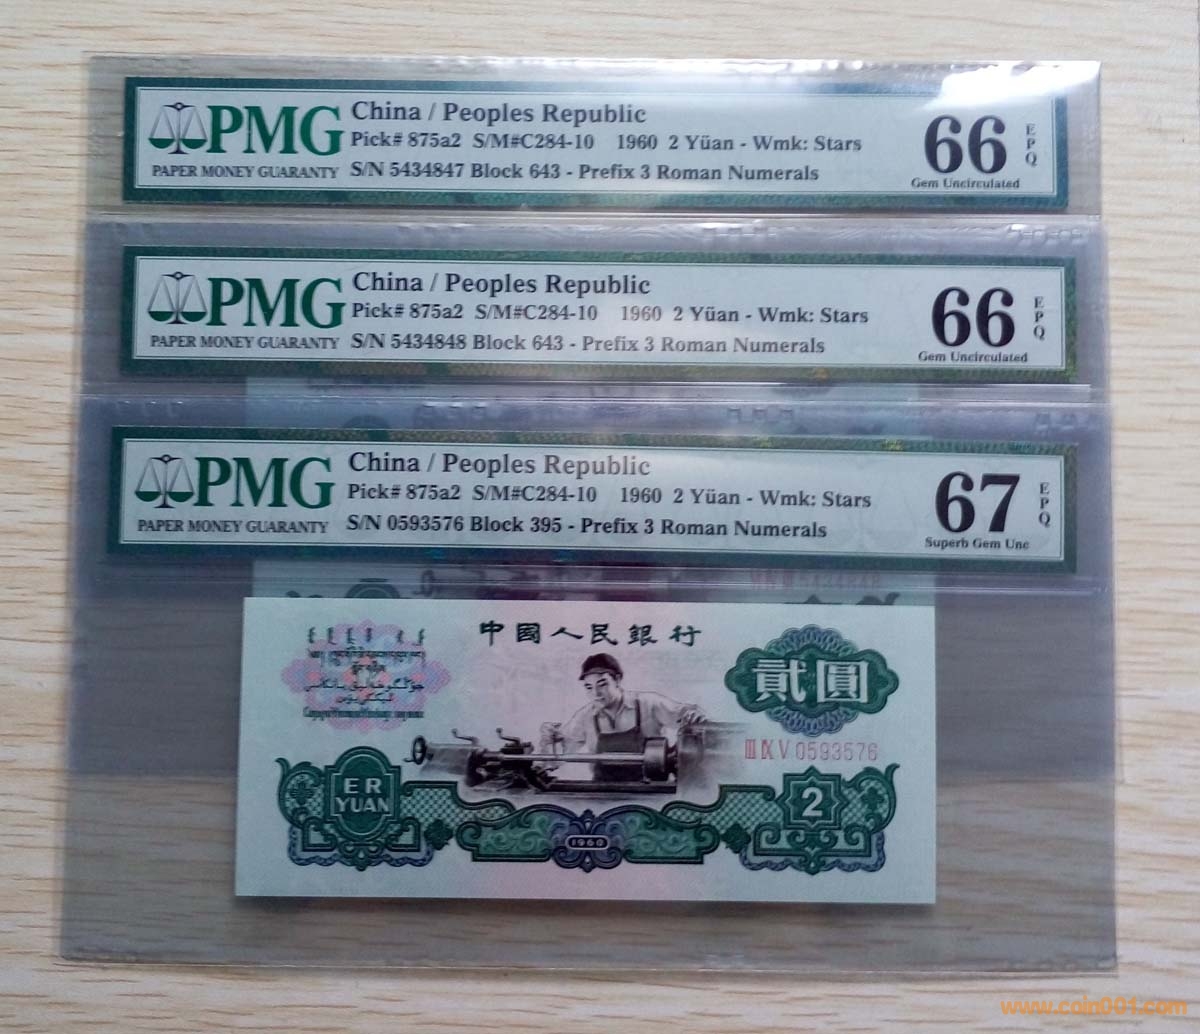 PMG
PAPER MONEY GUARANTY
China / Peoples Republic
Pick# 875a2 S/M#C284-10 1960 2 Yüan - Wmk: Stars
S/N 5434847 Block 643 - Prefix 3 Roman Numerals
66 EPQ
Gem Uncirculated
PMG
PAPER MONEY GUARANTY
China / Peoples Republic
Pick# 875a2 S/M#C284-10 1960 2 Yüan - Wmk: Stars
S/N 5434848 Block 643 - Prefix 3 Roman Numerals
66 EPQ
Gem Uncirculated
PMG
PAPER MONEY GUARANTY
China / Peoples Republic
Pick# 875a2 S/M#C284-10 1960 2 Yüan - Wmk: Stars
S/N 0593576 Block 395 - Prefix 3 Roman Numerals
67 EPQ
Superb Gem Unc
5434848
中國人民銀行
貳圓
III IX V 0593576
ER
YUAN
2
1960
www.coin001.com